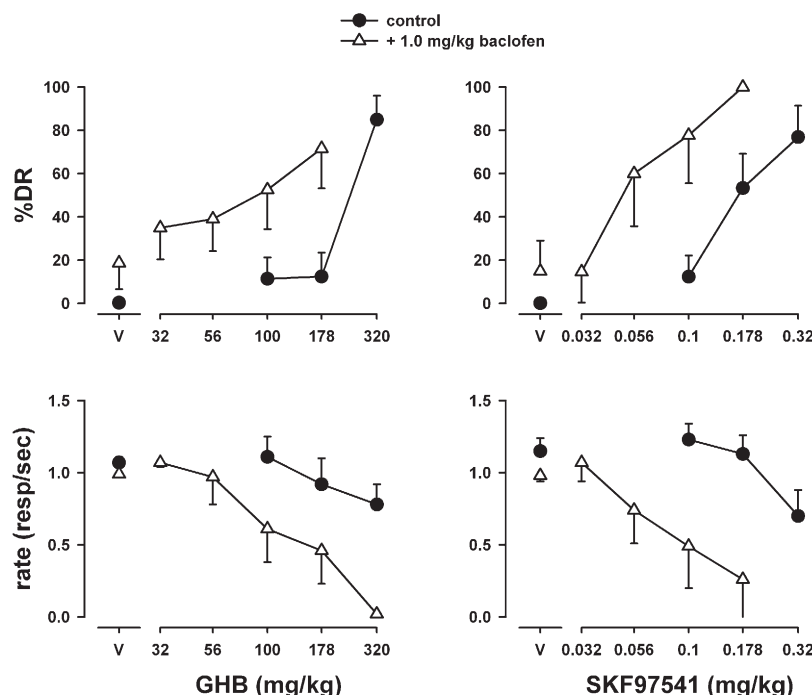 control
+ 1.0 mg/kg baclofen
100
80
60
40
20
0
%DR
V 32 56 100 178 320
100
80
60
40
20
0
V 0.032 0.056 0.1 0.178 0.32
1.5
1.0
0.5
0.0
rate (resp/sec)
V 32 56 100 178 320
GHB (mg/kg)
1.5
1.0
0.5
0.0
V 0.032 0.056 0.1 0.178 0.32
SKF97541 (mg/kg)